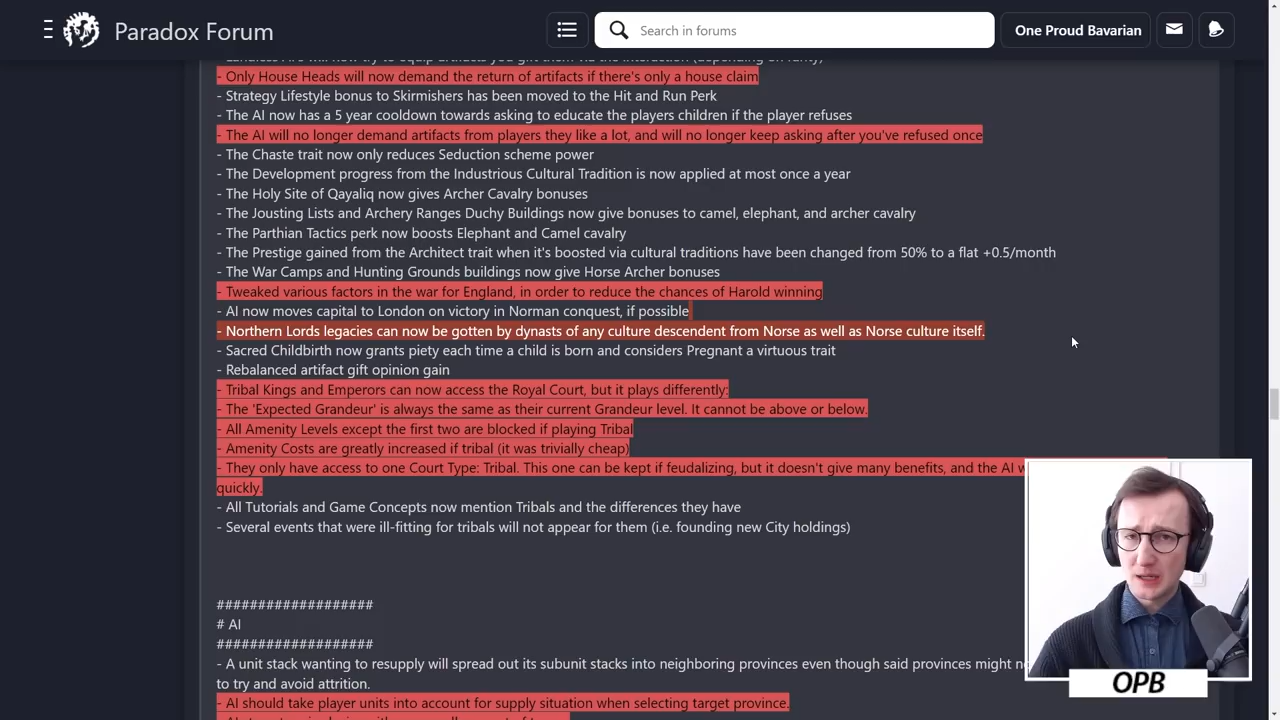 Paradox Forum
Search in forums
One Proud Bavarian
- Landless AI's will now try to equip artifacts you gift them via the interaction (depending on rarity)
- Only House Heads will now demand the return of artifacts if there's only a house claim
- Strategy Lifestyle bonus to Skirmishers has been moved to the Hit and Run Perk
- The AI now has a 5 year cooldown towards asking to educate the players children if the player refuses
- The AI will no longer demand artifacts from players they like a lot, and will no longer keep asking after you've refused once
- The Chaste trait now only reduces Seduction scheme power
- The Development progress from the Industrious Cultural Tradition is now applied at most once a year
- The Holy Site of Qayaliq now gives Archer Cavalry bonuses
- The Jousting Lists and Archery Ranges Duchy Buildings now give bonuses to camel, elephant, and archer cavalry
- The Parthian Tactics perk now boosts Elephant and Camel cavalry
- The Prestige gained from the Architect trait when it's boosted via cultural traditions have been changed from 50% to a flat +0.5/month
- The War Camps and Hunting Grounds buildings now give Horse Archer bonuses
- Tweaked various factors in the war for England, in order to reduce the chances of Harold winning
- AI now moves capital to London on victory in Norman conquest, if possible
- Northern Lords legacies can now be gotten by dynasts of any culture descendent from Norse as well as Norse culture itself.
- Sacred Childbirth now grants piety each time a child is born and considers Pregnant a virtuous trait
- Rebalanced artifact gift opinion gain
- Tribal Kings and Emperors can now access the Royal Court, but it plays differently:
- The 'Expected Grandeur' is always the same as their current Grandeur level. It cannot be above or below.
- All Amenity Levels except the first two are blocked if playing Tribal
- Amenity Costs are greatly increased if tribal (it was trivially cheap)
- They only have access to one Court Type: Tribal. This one can be kept if feudalizing, but it doesn't give many benefits, and the AI
quickly.
- All Tutorials and Game Concepts now mention Tribals and the differences they have
- Several events that were ill-fitting for tribals will not appear for them (i.e. founding new City holdings)
###################
# AI
###################
- A unit stack wanting to resupply will spread out its subunit stacks into neighboring provinces even though said provinces might
to try and avoid attrition.
- AI should take player units into account for supply situation when selecting target province.
OPB